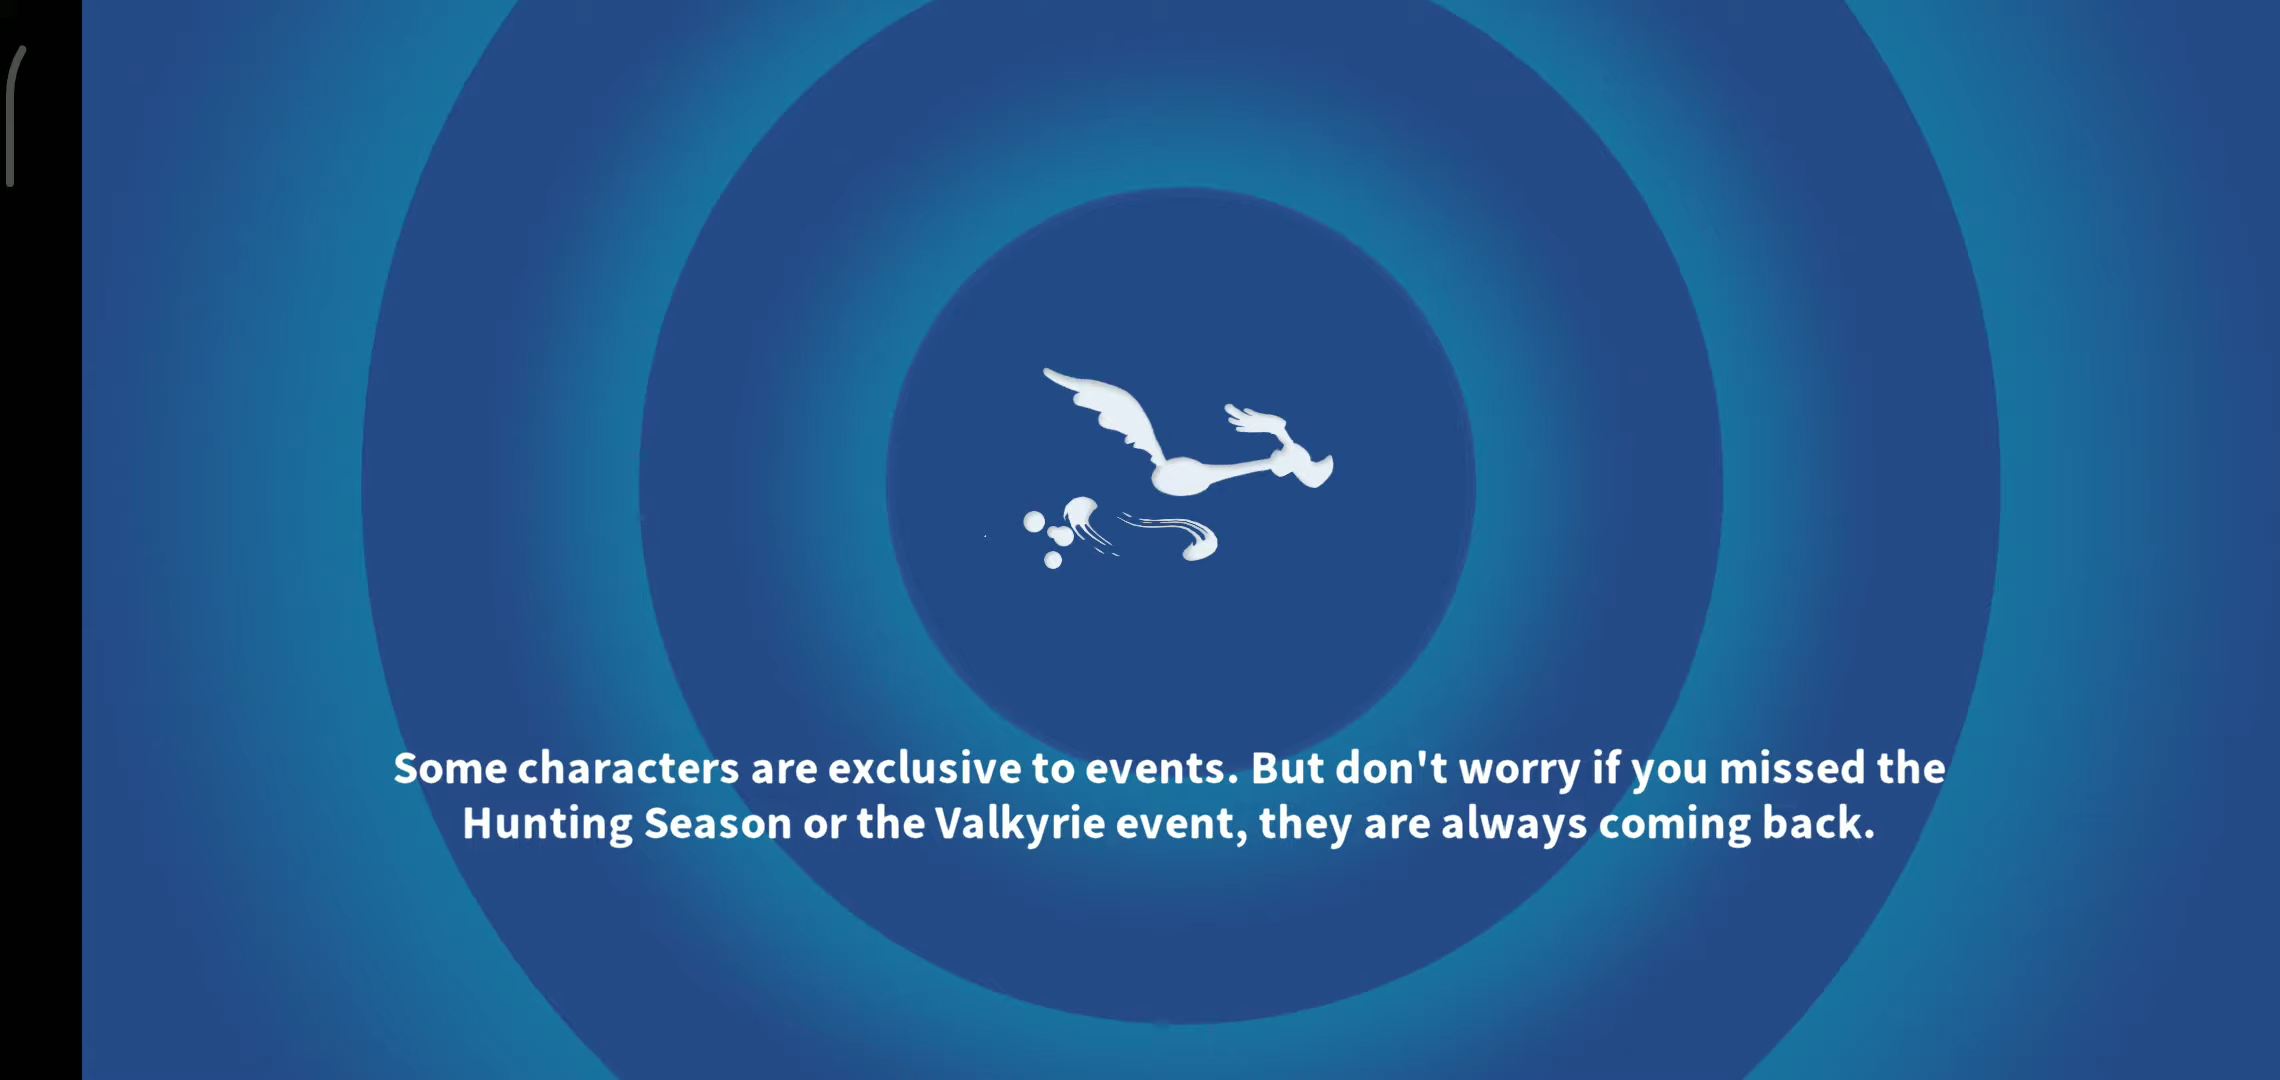 Some characters are exclusive to events. But don't worry if you missed the
Hunting Season or the Valkyrie event, they are always coming back.